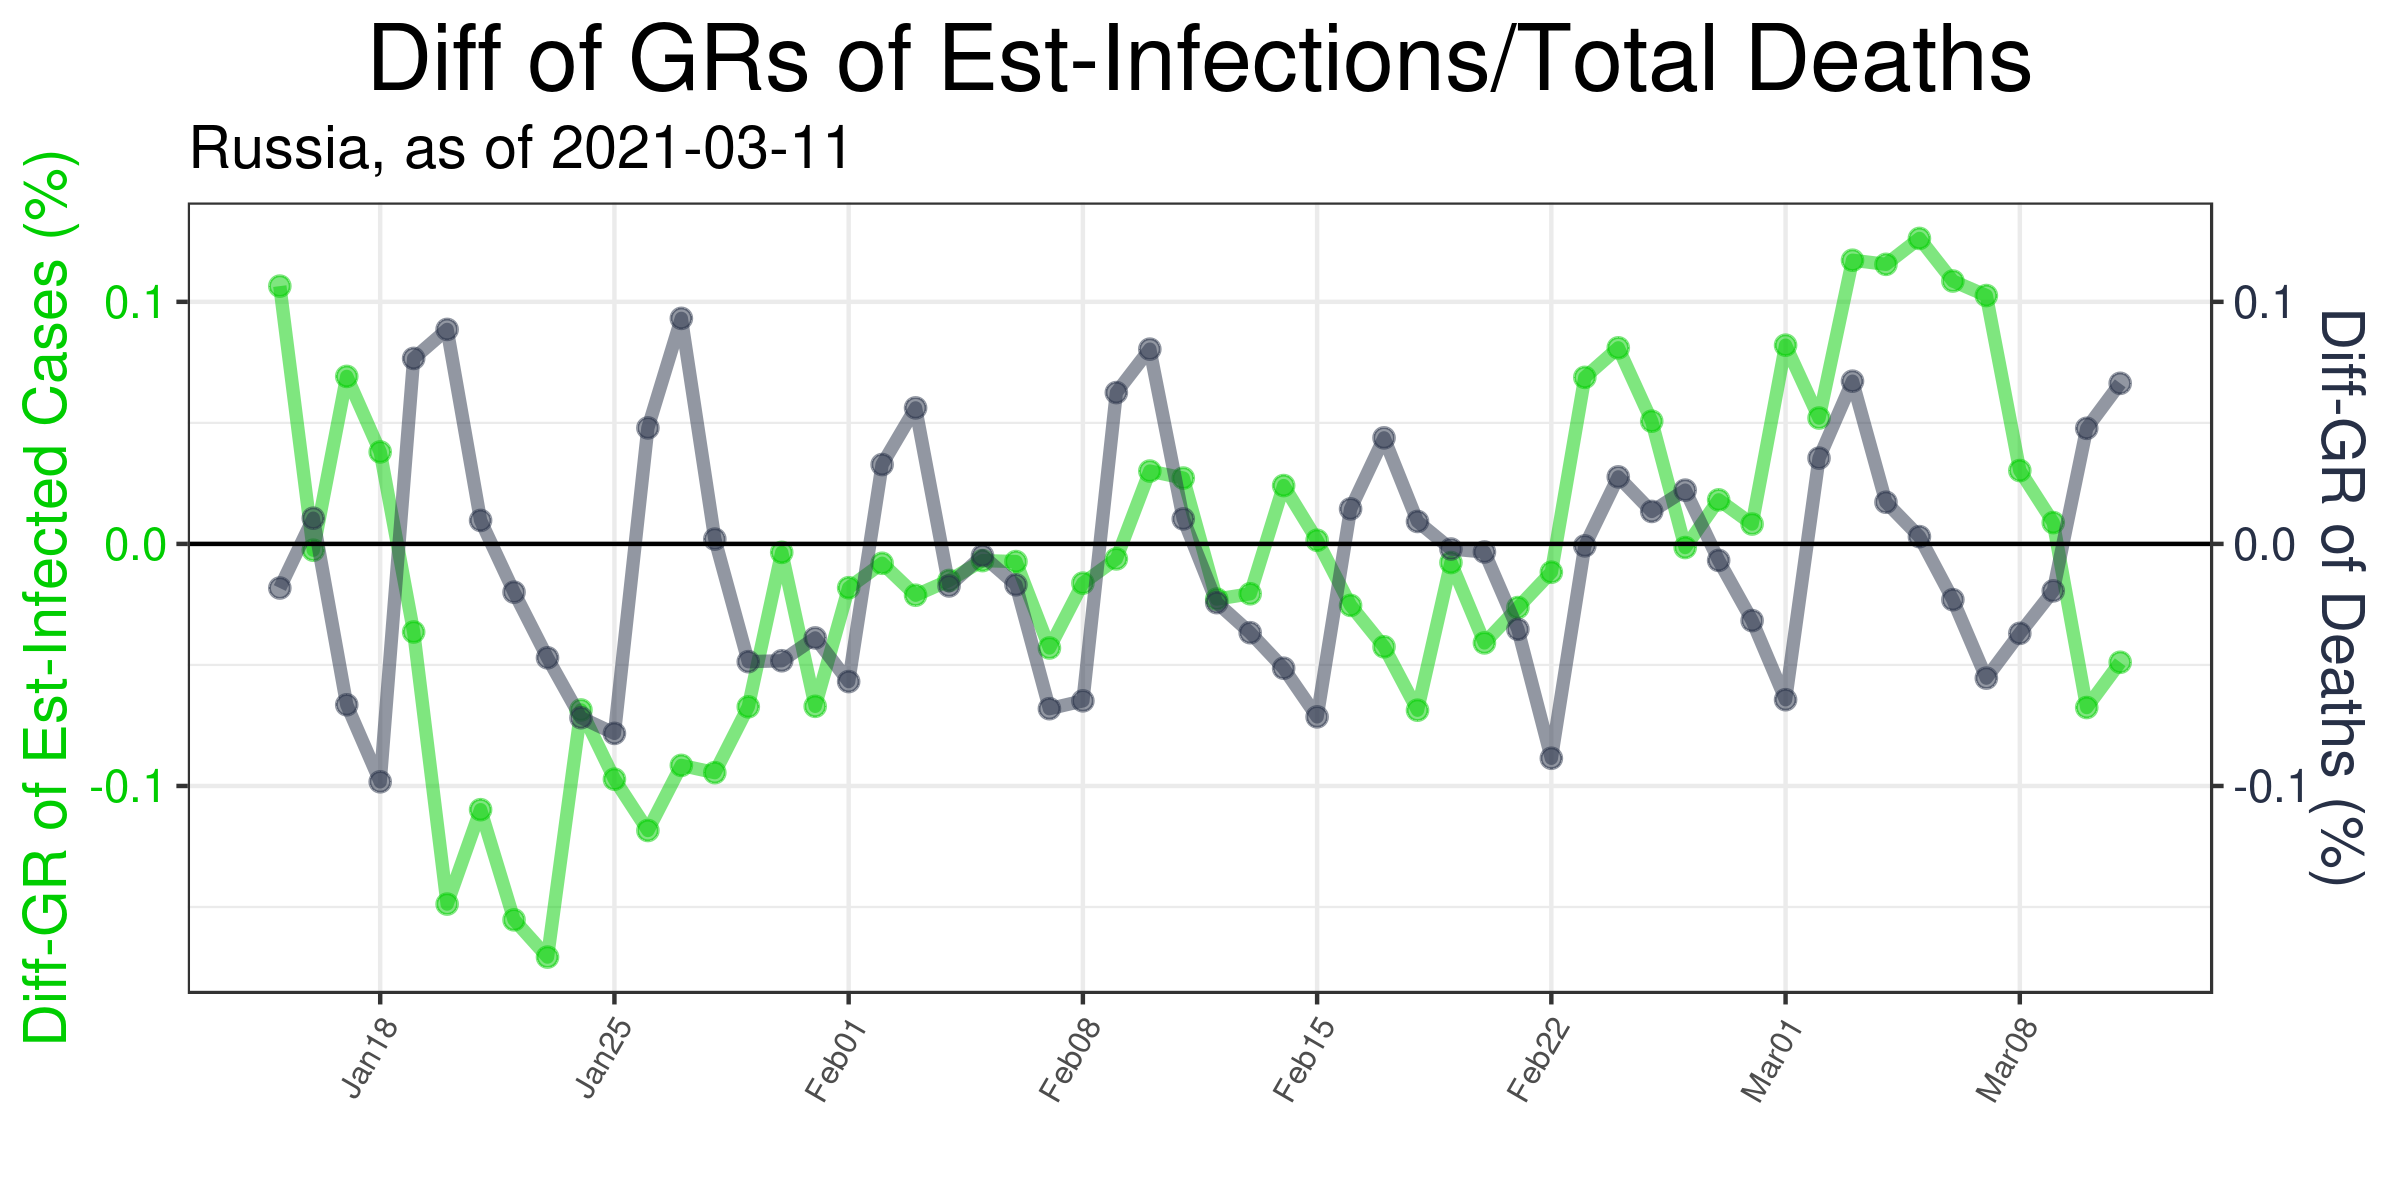 Diff of GRs of Est-Infections/Total Deaths
Russia, as of 2021-03-11
Diff-GR of Est-Infected Cases (%)
0.1
0.0
-0.1
0.1
0.0
-0.1
Diff-GR of Deaths (%)
Jan18
Jan25
Feb01
Feb08
Feb15
Feb22
Mar01
Mar08